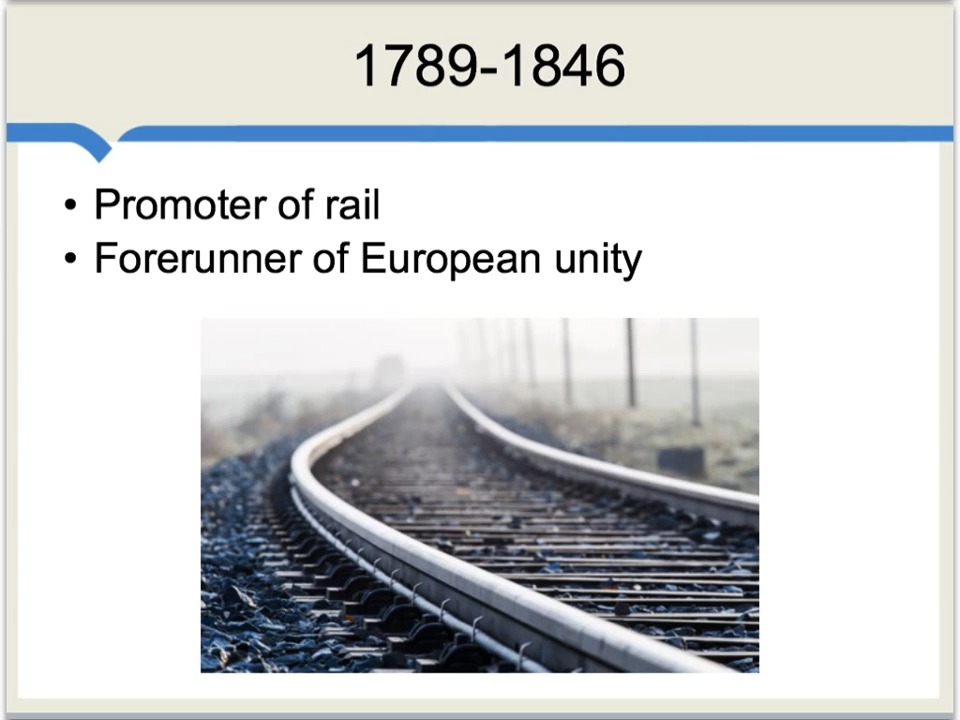 1789-1846
• Promoter of rail
• Forerunner of European unity